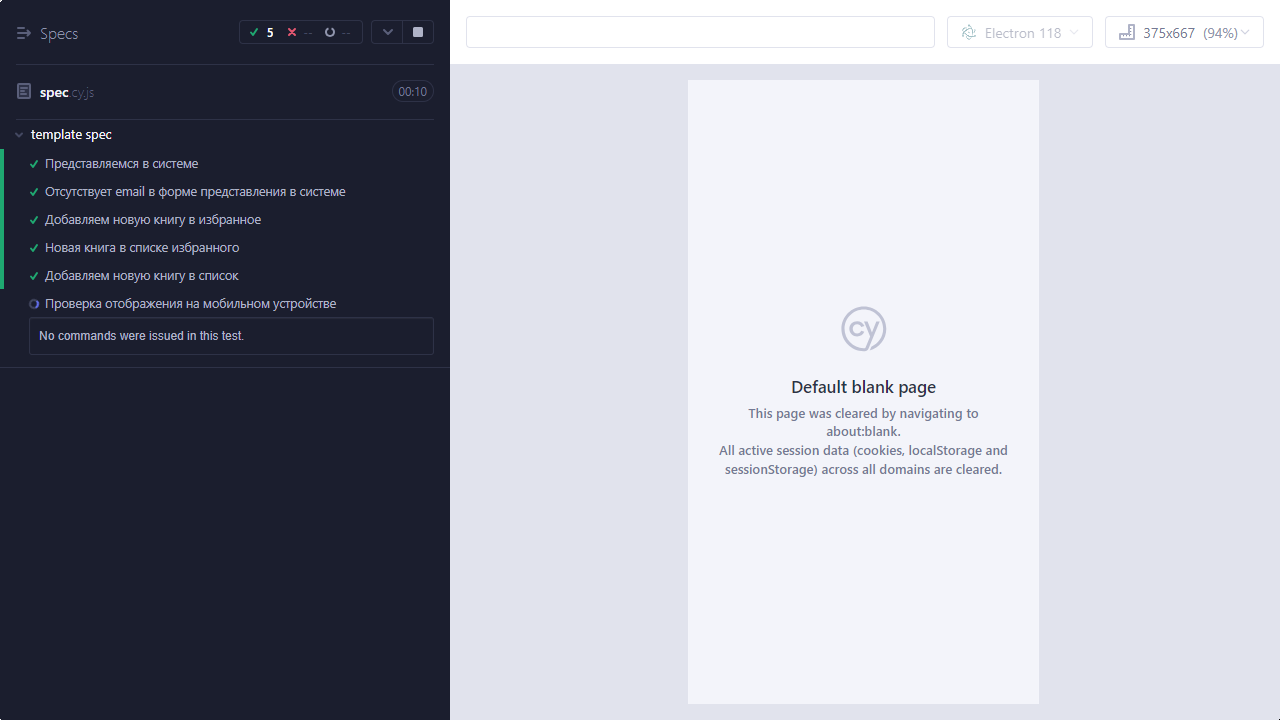 Specs
5 -- --
Electron 118
375x667 (94%)
spec.cy.js
00:10
template spec
Представляемся в системе
Отсутствует email в форме представления в системе
Добавляем новую книгу в избранное
Новая книга в списке избранного
Добавляем новую книгу в список
Проверка отображения на мобильном устройстве
No commands were issued in this test.
cy
Default blank page
This page was cleared by navigating to
about:blank.
All active session data (cookies, localStorage and
sessionStorage) across all domains are cleared.